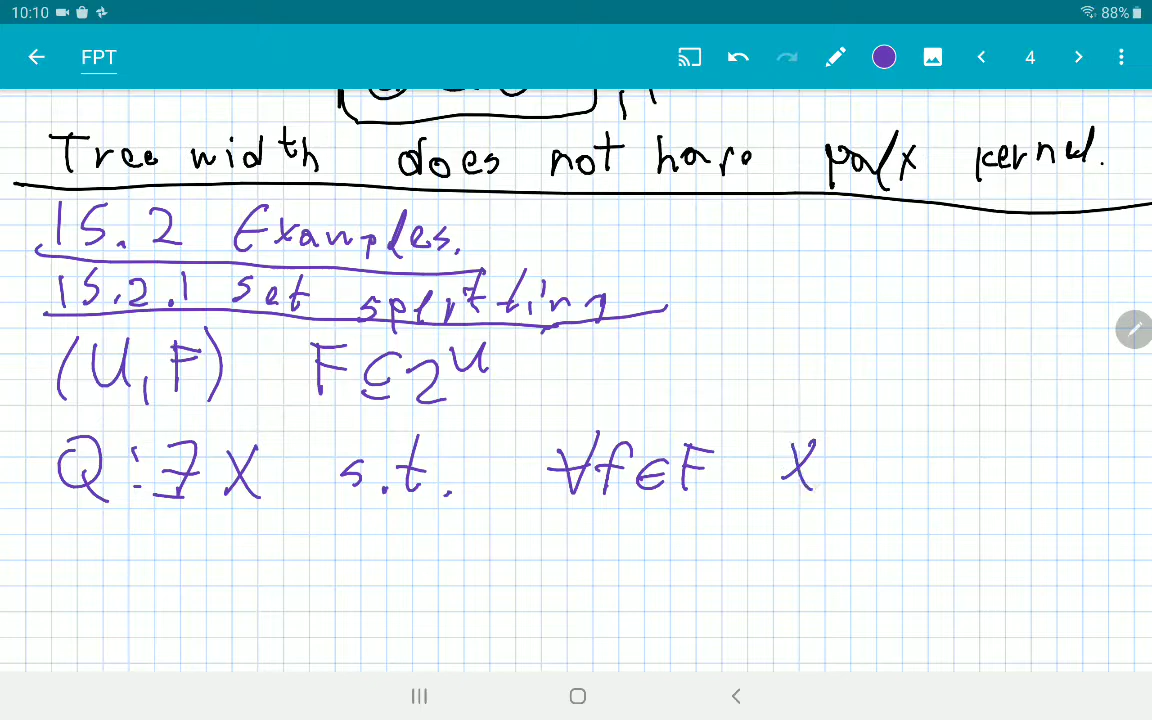 10:10 88%
FPT 4
Tree width does not have poly kernel.
15.2 Examples.
15.2.1 set splitting
(U, F) F ⊆ 2^U
Q: ∃ X s.t. ∀f∈F X